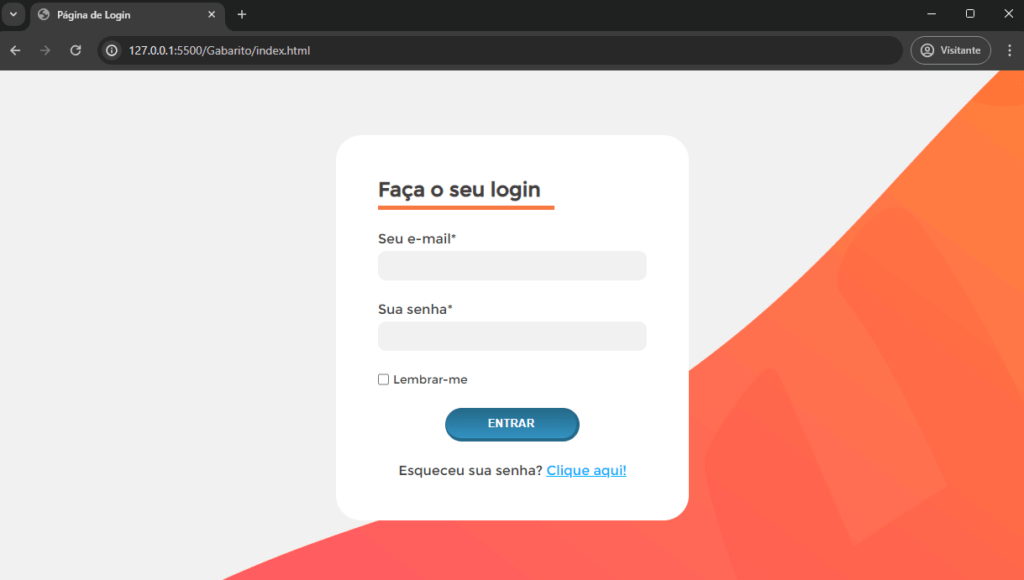 Página de Login
127.0.0.1:5500/Gabarito/index.html
Visitante
Faça o seu login
Seu e-mail*
Sua senha*
Lembrar-me
ENTRAR
Esqueceu sua senha? Clique aqui!